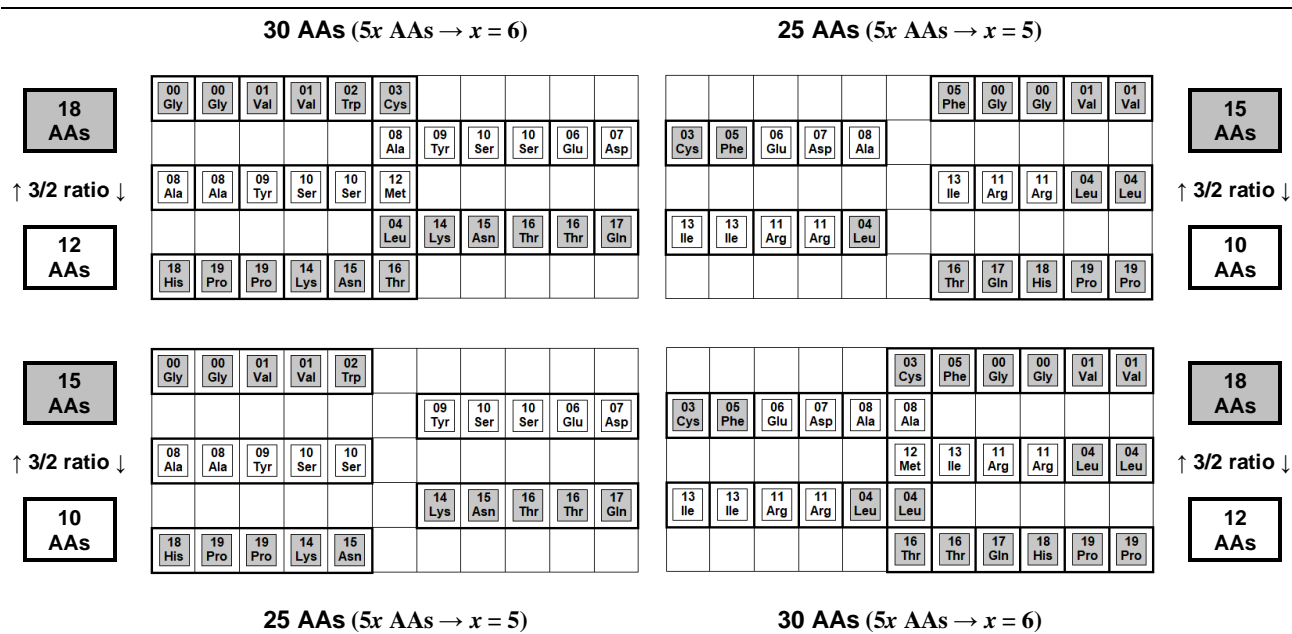 30 AAs (5x AAs → x = 6) 25 AAs (5x AAs → x = 5)
18 AAs
↑ 3/2 ratio ↓
12 AAs
00 Gly 00 Gly 01 Val 01 Val 02 Trp 03 Cys
08 Ala 09 Tyr 10 Ser 10 Ser 06 Glu 07 Asp
08 Ala 08 Ala 09 Tyr 10 Ser 10 Ser 12 Met
04 Leu 14 Lys 15 Asn 16 Thr 16 Thr 17 Gln
18 His 19 Pro 19 Pro 14 Lys 15 Asn 16 Thr
05 Phe 00 Gly 00 Gly 01 Val 01 Val
03 Cys 05 Phe 06 Glu 07 Asp 08 Ala
13 Ile 11 Arg 11 Arg 04 Leu 04 Leu
13 Ile 13 Ile 11 Arg 11 Arg 04 Leu
16 Thr 17 Gln 18 His 19 Pro 19 Pro
15 AAs
↑ 3/2 ratio ↓
10 AAs
15 AAs
↑ 3/2 ratio ↓
10 AAs
00 Gly 00 Gly 01 Val 01 Val 02 Trp
09 Tyr 10 Ser 10 Ser 06 Glu 07 Asp
08 Ala 08 Ala 09 Tyr 10 Ser 10 Ser
14 Lys 15 Asn 16 Thr 16 Thr 17 Gln
18 His 19 Pro 19 Pro 14 Lys 15 Asn
03 Cys 05 Phe 00 Gly 00 Gly 01 Val 01 Val
03 Cys 05 Phe 06 Glu 07 Asp 08 Ala 08 Ala
12 Met 13 Ile 11 Arg 11 Arg 04 Leu 04 Leu
13 Ile 13 Ile 11 Arg 11 Arg 04 Leu 04 Leu
16 Thr 16 Thr 17 Gln 18 His 19 Pro 19 Pro
18 AAs
↑ 3/2 ratio ↓
12 AAs
25 AAs (5x AAs → x = 5) 30 AAs (5x AAs → x = 6)